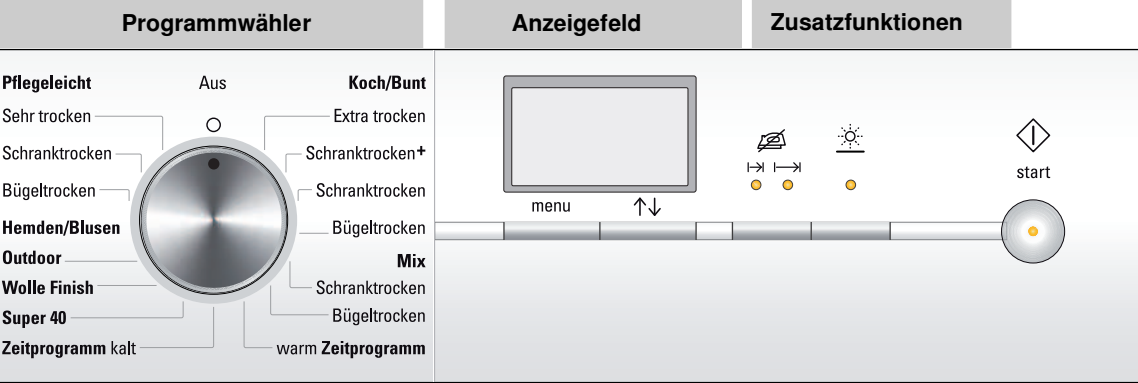 Programmwähler
Anzeigefeld
Zusatzfunktionen
Aus
Pflegeleicht
Sehr trocken
Schranktrocken
Bügeltrocken
Hemden/Blusen
Outdoor
Wolle Finish
Super 40
Zeitprogramm kalt
Koch/Bunt
Extra trocken
Schranktrocken+
Schranktrocken
Bügeltrocken
Mix
Schranktrocken
Bügeltrocken
warm Zeitprogramm
menu
start